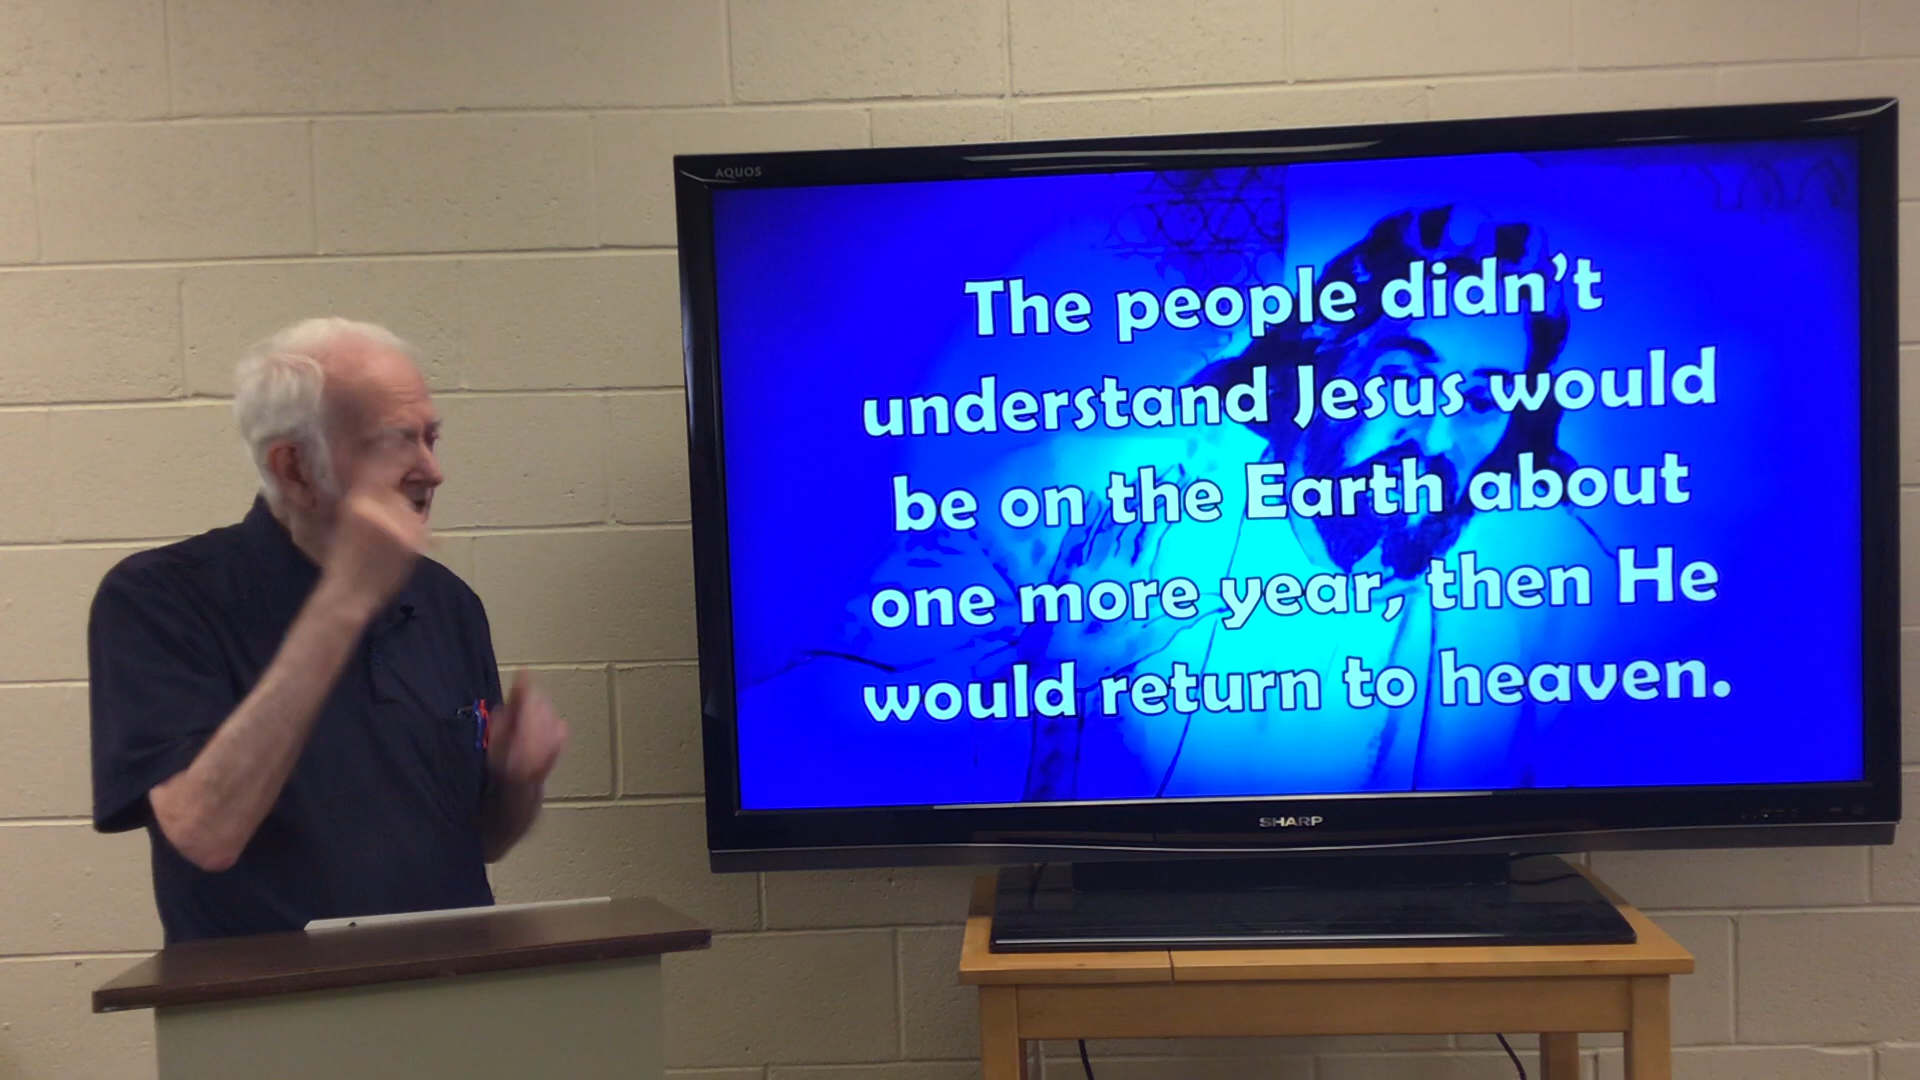 AQUOS
The people didn't
understand Jesus would
be on the Earth about
one more year, then He
would return to heaven.
SHARP